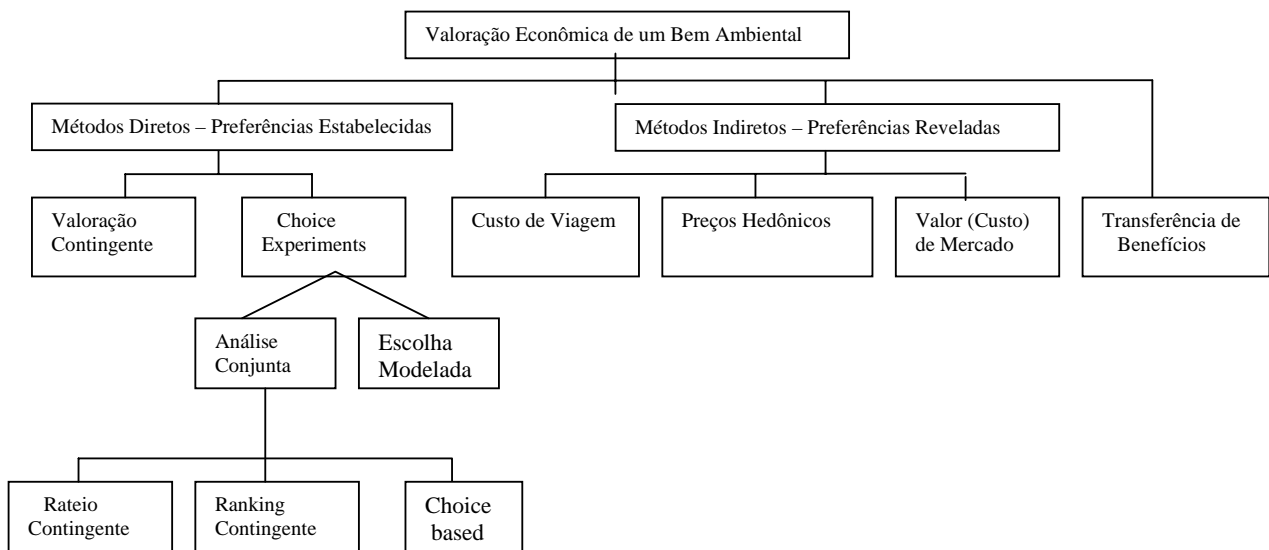 Valoração Econômica de um Bem Ambiental
Métodos Diretos – Preferências Estabelecidas
Métodos Indiretos – Preferências Reveladas
Valoração
Contingente
Choice
Experiments
Custo de Viagem
Preços Hedônicos
Valor (Custo)
de Mercado
Transferência de
Benefícios
Análise
Conjunta
Escolha
Modelada
Rateio
Contingente
Ranking
Contingente
Choice
based